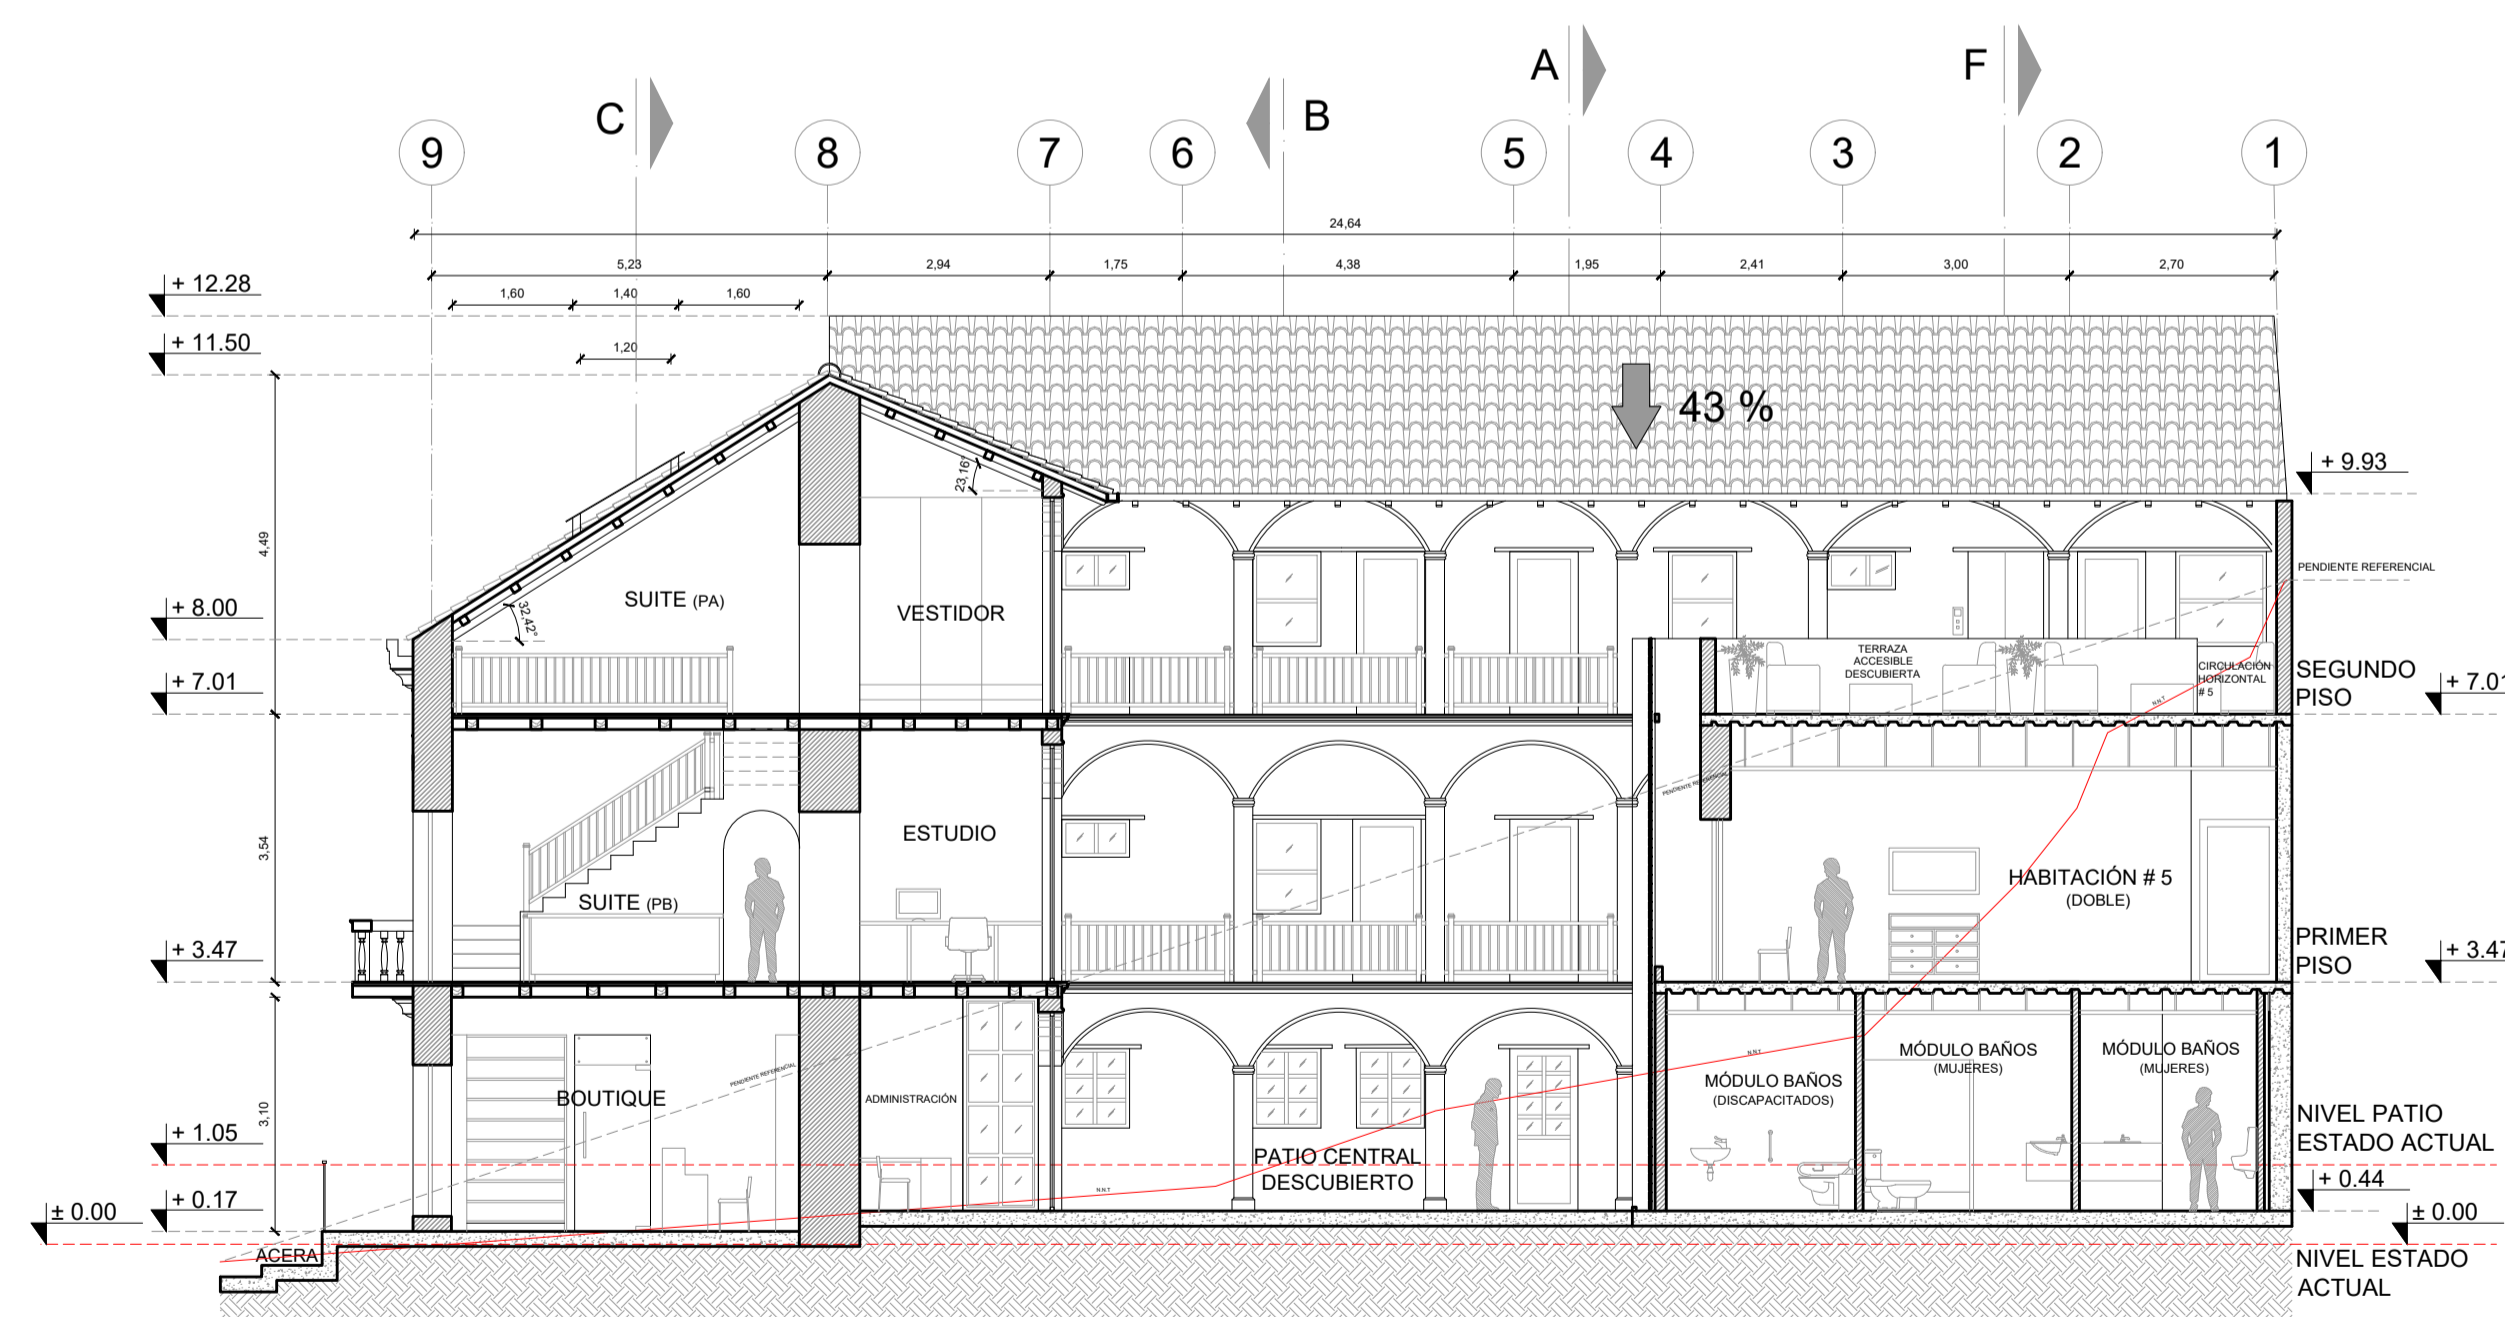 A
F
C
B
9
8
7
6
5
4
3
2
1
24,64
5,23
2,94
1,75
4,38
1,95
2,41
3,00
2,70
+ 12.28
1,60
1,40
1,60
+ 11.50
1,20
43 %
+ 9.93
23,16°
4,49
PENDIENTE REFERENCIAL
+ 8.00
SUITE (PA)
VESTIDOR
32,42°
TERRAZA
ACCESIBLE
DESCUBIERTA
CIRCULACIÓN
HORIZONTAL
# 5
SEGUNDO
PISO
+ 7.01
+ 7.01
N.N.T
PENDIENTE REFERENCIAL
3,54
ESTUDIO
SUITE (PB)
HABITACIÓN # 5
(DOBLE)
+ 3.47
PRIMER
PISO
+ 3.47
3,10
BOUTIQUE
PENDIENTE REFERENCIAL
ADMINISTRACIÓN
N.N.T
MÓDULO BAÑOS
(DISCAPACITADOS)
MÓDULO BAÑOS
(MUJERES)
MÓDULO BAÑOS
(MUJERES)
+ 1.05
NIVEL PATIO
ESTADO ACTUAL
PATIO CENTRAL
DESCUBIERTO
N.N.T
+ 0.17
+ 0.44
± 0.00
± 0.00
ACERA
NIVEL ESTADO
ACTUAL